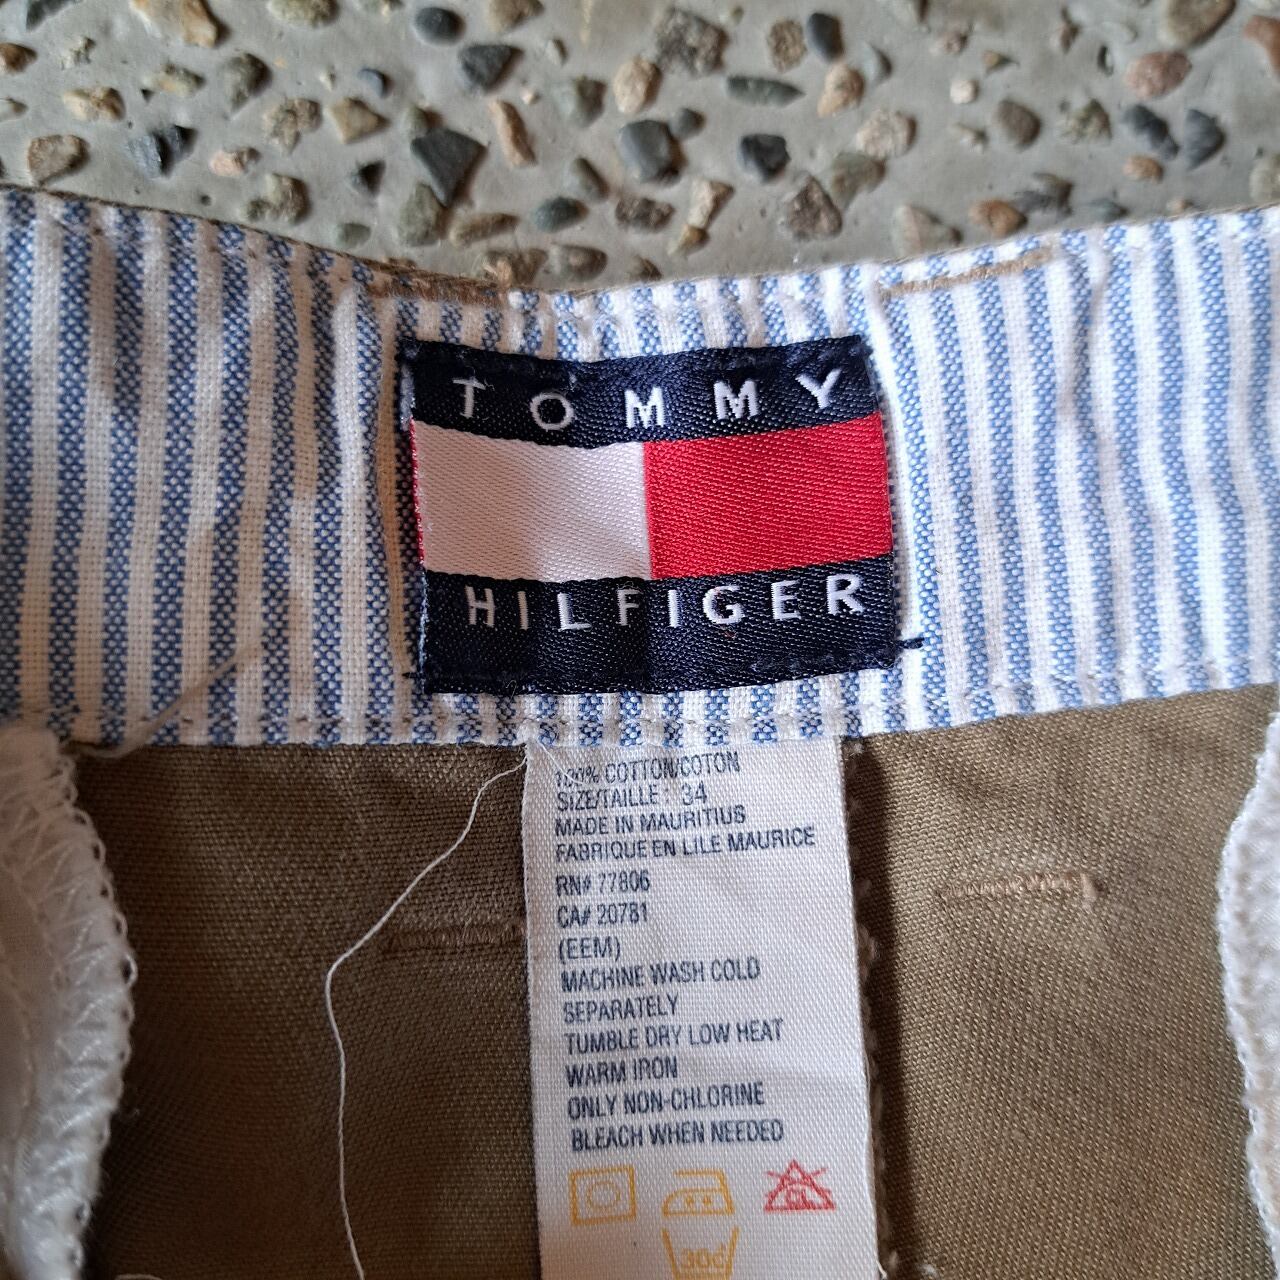 TOMMY
HILFIGER
100% COTTON/COTON
SIZE/TAILLE: 34
MADE IN MAURITIUS
FABRIQUE EN LILE MAURICE
RN# 77806
CA# 20781
(EEM)
MACHINE WASH COLD
SEPARATELY
TUMBLE DRY LOW HEAT
WARM IRON
ONLY NON-CHLORINE
BLEACH WHEN NEEDED